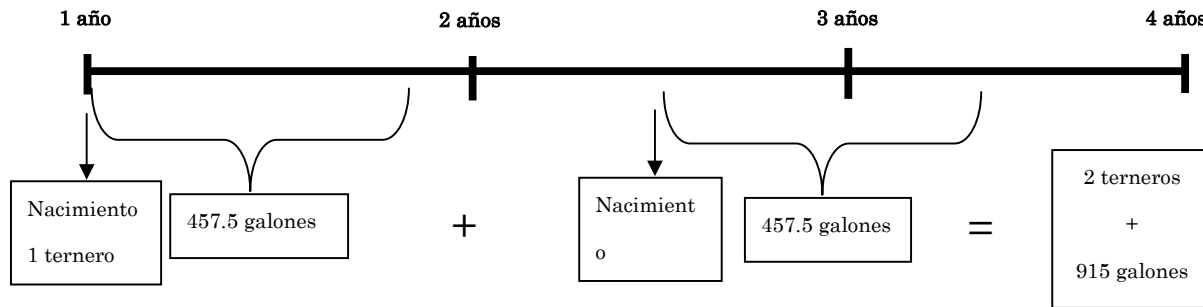 1 año
2 años
3 años
4 años
Nacimiento
1 ternero
457.5 galones
+
Nacimient
o
457.5 galones
=
2 terneros
+
915 galones